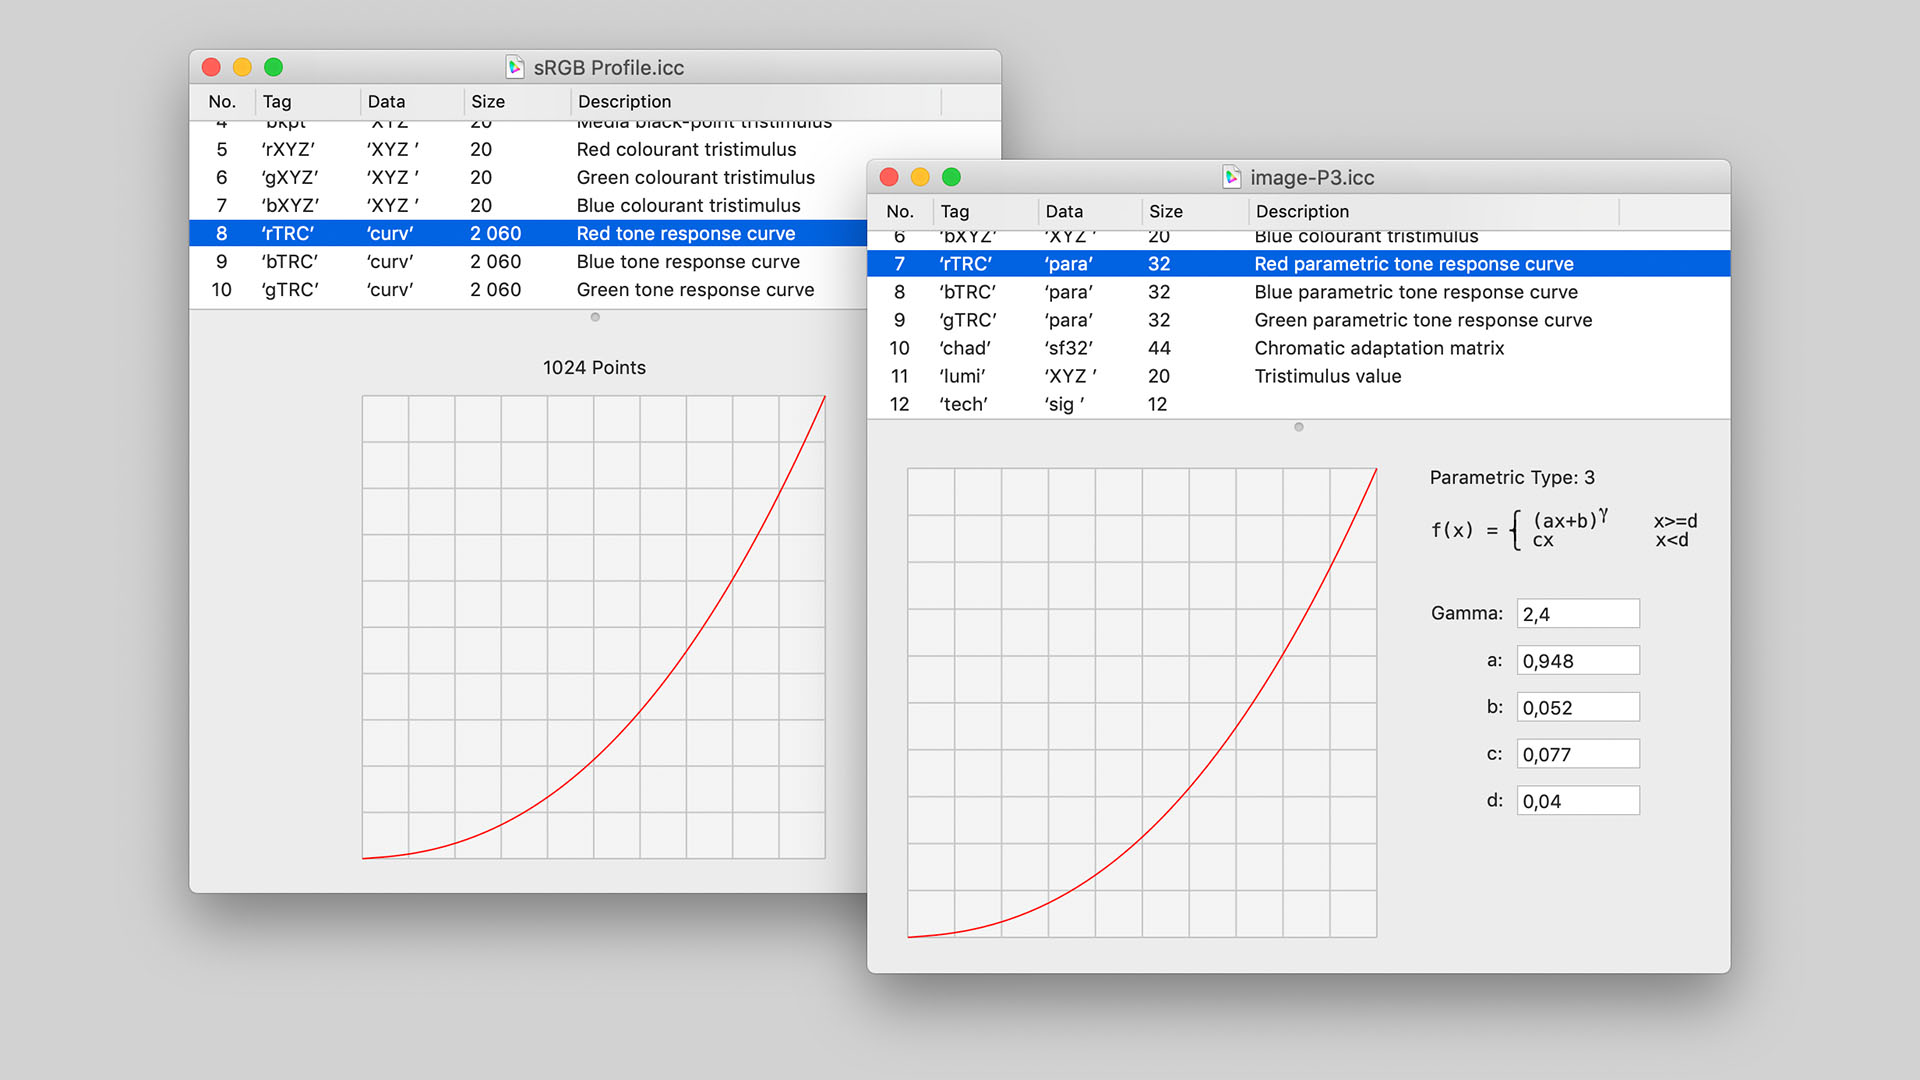 sRGB Profile.icc
No. Tag Data Size Description
4 ‘bkpt’ ‘XYZ ’ 20 Media black-point tristimulus
5 ‘rXYZ’ ‘XYZ ’ 20 Red colourant tristimulus
6 ‘gXYZ’ ‘XYZ ’ 20 Green colourant tristimulus
7 ‘bXYZ’ ‘XYZ ’ 20 Blue colourant tristimulus
8 ‘rTRC’ ‘curv’ 2 060 Red tone response curve
9 ‘bTRC’ ‘curv’ 2 060 Blue tone response curve
10 ‘gTRC’ ‘curv’ 2 060 Green tone response curve
1024 Points
image-P3.icc
No. Tag Data Size Description
6 ‘bXYZ’ ‘XYZ ’ 20 Blue colourant tristimulus
7 ‘rTRC’ ‘para’ 32 Red parametric tone response curve
8 ‘bTRC’ ‘para’ 32 Blue parametric tone response curve
9 ‘gTRC’ ‘para’ 32 Green parametric tone response curve
10 ‘chad’ ‘sf32’ 44 Chromatic adaptation matrix
11 ‘lumi’ ‘XYZ ’ 20 Tristimulus value
12 ‘tech’ ‘sig ’ 12
Parametric Type: 3
f(x) = { (ax+b)^γ x>=d
cx x<d
Gamma: 2,4
a: 0,948
b: 0,052
c: 0,077
d: 0,04